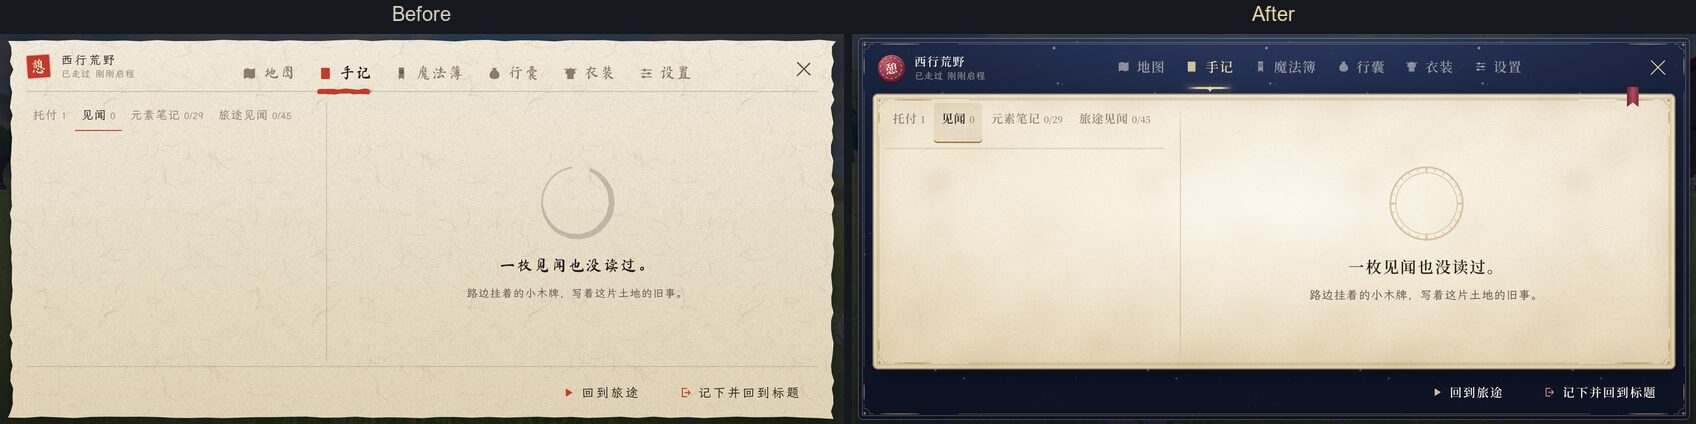 Before
憩
西行荒野
已走过 刚刚启程
地图 手记 魔法簿 行囊 衣装 设置
托付 1 见闻 0 元素笔记 0/29 旅途见闻 0/45
一枚见闻也没读过。
路边挂着的小木牌，写着这片土地的旧事。
回到旅途 记下并回到标题
After
憩
西行荒野
已走过 刚刚启程
地图 手记 魔法簿 行囊 衣装 设置
托付 1 见闻 0 元素笔记 0/29 旅途见闻 0/45
一枚见闻也没读过。
路边挂着的小木牌，写着这片土地的旧事。
回到旅途 记下并回到标题